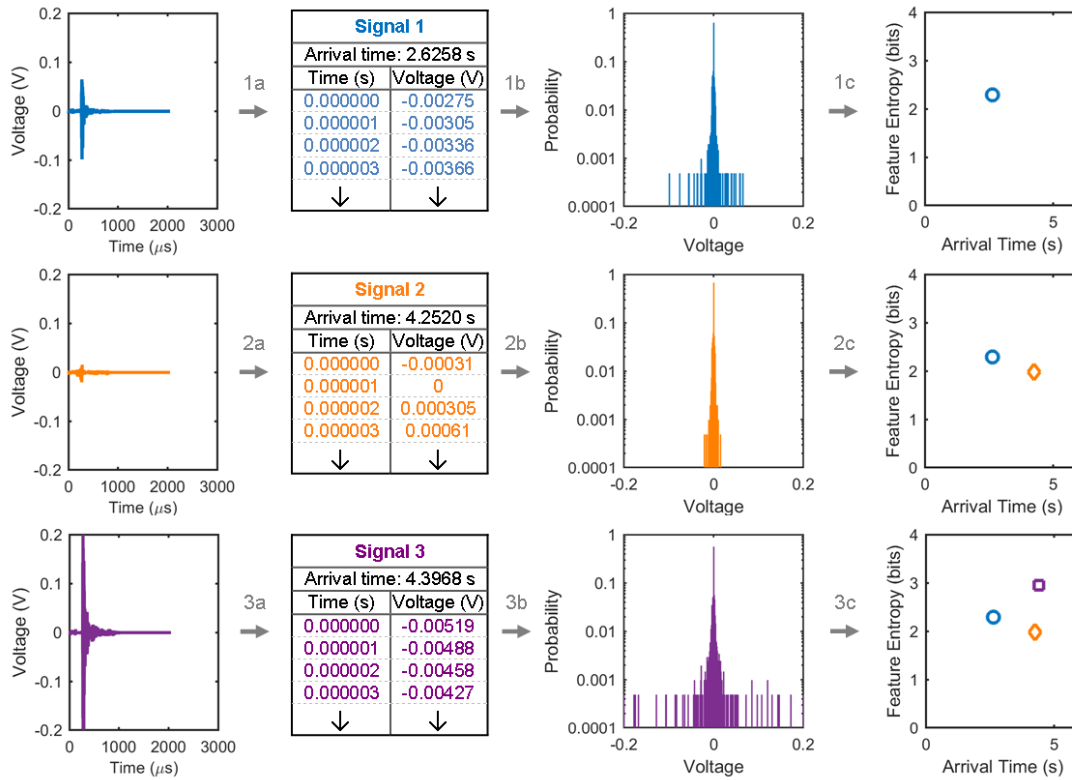 0.2
0.1
0
-0.1
-0.2
Voltage (V)
0 1000 2000 3000
Time (μs)
1a
Signal 1
Arrival time: 2.6258 s
Time (s) Voltage (V)
0.000000 -0.00275
0.000001 -0.00305
0.000002 -0.00336
0.000003 -0.00366
↓ ↓
1b
Probability
1
0.1
0.01
0.001
0.0001
-0.2 0 0.2
Voltage
1c
Feature Entropy (bits)
4
3
2
1
0
0 5
Arrival Time (s)
0.2
0.1
0
-0.1
-0.2
Voltage (V)
0 1000 2000 3000
Time (μs)
2a
Signal 2
Arrival time: 4.2520 s
Time (s) Voltage (V)
0.000000 -0.00031
0.000001 0
0.000002 0.000305
0.000003 0.00061
↓ ↓
2b
Probability
1
0.1
0.01
0.001
0.0001
-0.2 0 0.2
Voltage
2c
Feature Entropy (bits)
4
3
2
1
0
0 5
Arrival Time (s)
0.2
0.1
0
-0.1
-0.2
Voltage (V)
0 1000 2000 3000
Time (μs)
3a
Signal 3
Arrival time: 4.3968 s
Time (s) Voltage (V)
0.000000 -0.00519
0.000001 -0.00488
0.000002 -0.00458
0.000003 -0.00427
↓ ↓
3b
Probability
1
0.1
0.01
0.001
0.0001
-0.2 0 0.2
Voltage
3c
Feature Entropy (bits)
4
3
2
1
0
0 5
Arrival Time (s)